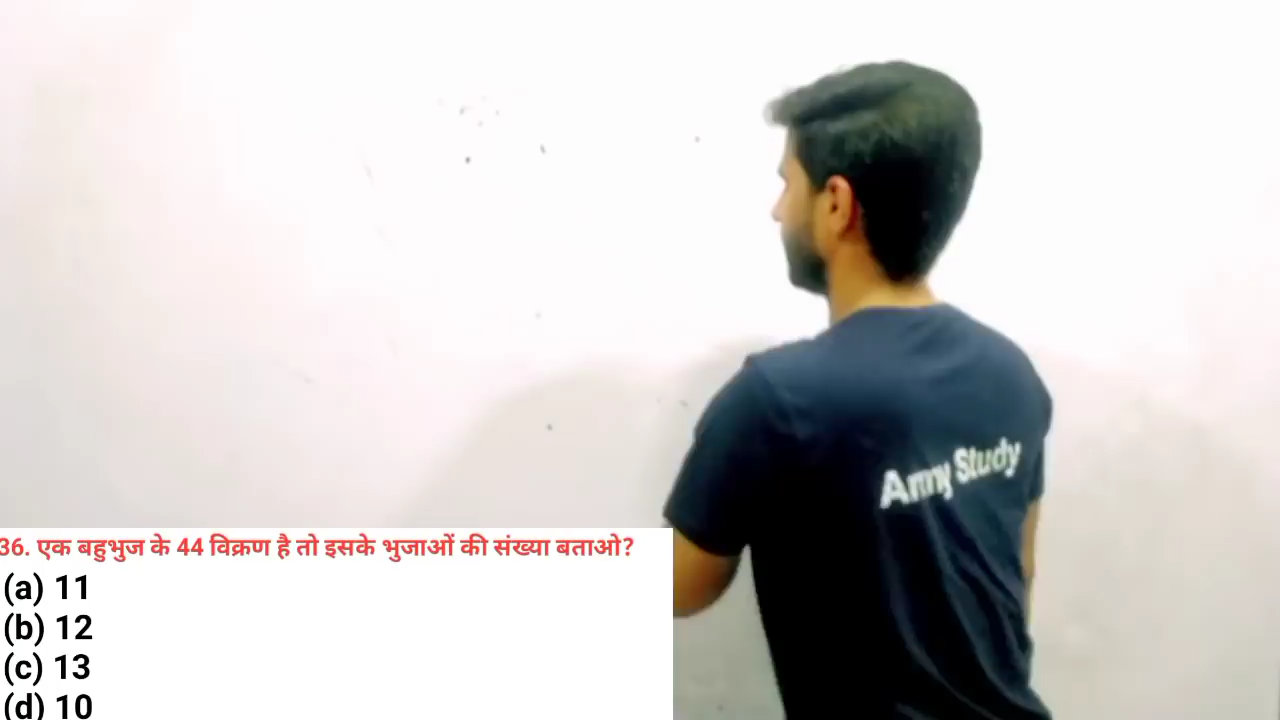 Army Study
36. एक बहुभुज के 44 विक्रण है तो इसके भुजाओं की संख्या बताओ?
(a) 11
(b) 12
(c) 13
(d) 10